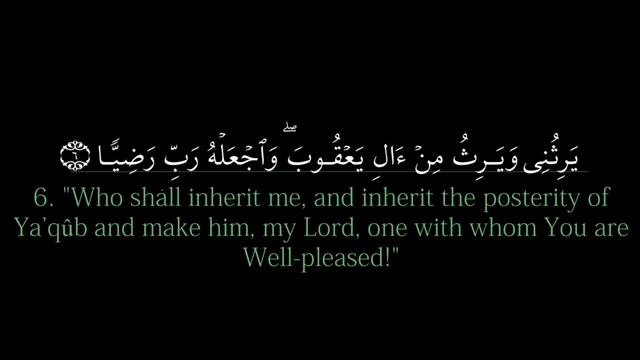 يَرِثُنِى وَيَرِثُ مِنْ ءَالِ يَعْقُوبَ ۖ وَٱجْعَلْهُ رَبِّ رَضِيًّا ٦
6. "Who shall inherit me, and inherit the posterity of
Ya'qûb and make him, my Lord, one with whom You are
Well-pleased!"